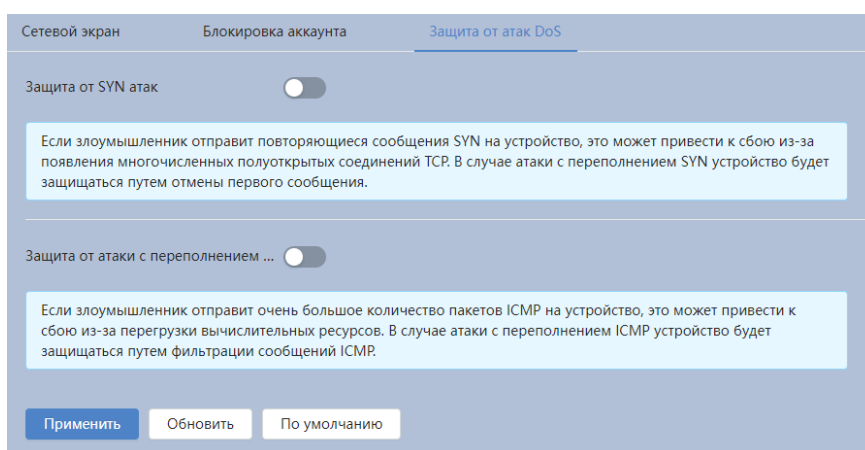 Сетевой экран Блокировка аккаунта Защита от атак DoS
Защита от SYN атак
Если злоумышленник отправит повторяющиеся сообщения SYN на устройство, это может привести к сбою из-за
появления многочисленных полуоткрытых соединений TCP. В случае атаки с переполнением SYN устройство будет
защищаться путем отмены первого сообщения.
Защита от атаки с переполнением ...
Если злоумышленник отправит очень большое количество пакетов ICMP на устройство, это может привести к
сбою из-за перегрузки вычислительных ресурсов. В случае атаки с переполнением ICMP устройство будет
защищаться путем фильтрации сообщений ICMP.
Применить Обновить По умолчанию